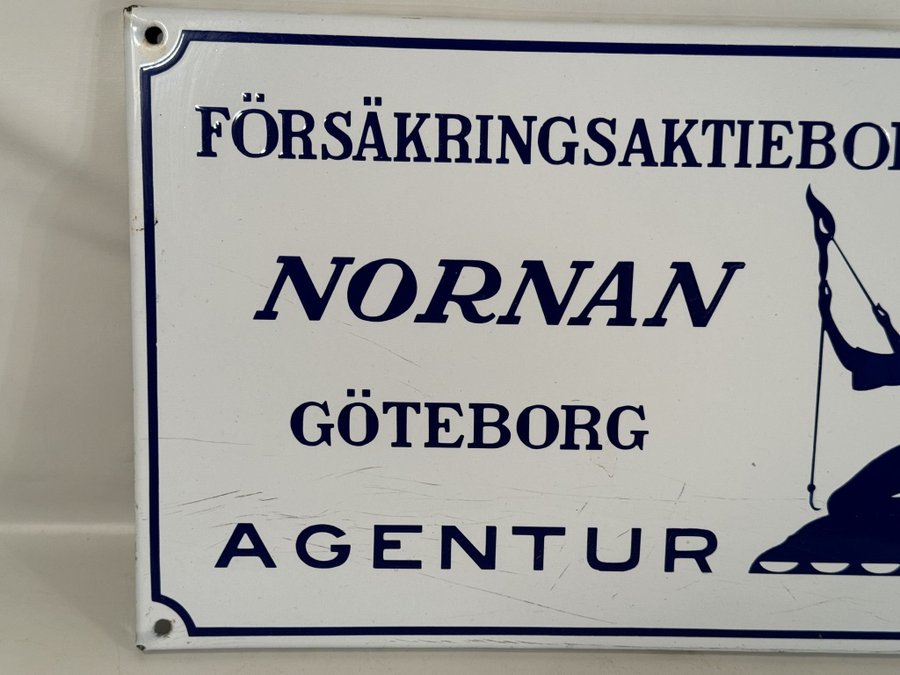 FÖRSÄKRINGSAKTIEBO
NORNAN
GÖTEBORG
AGENTUR